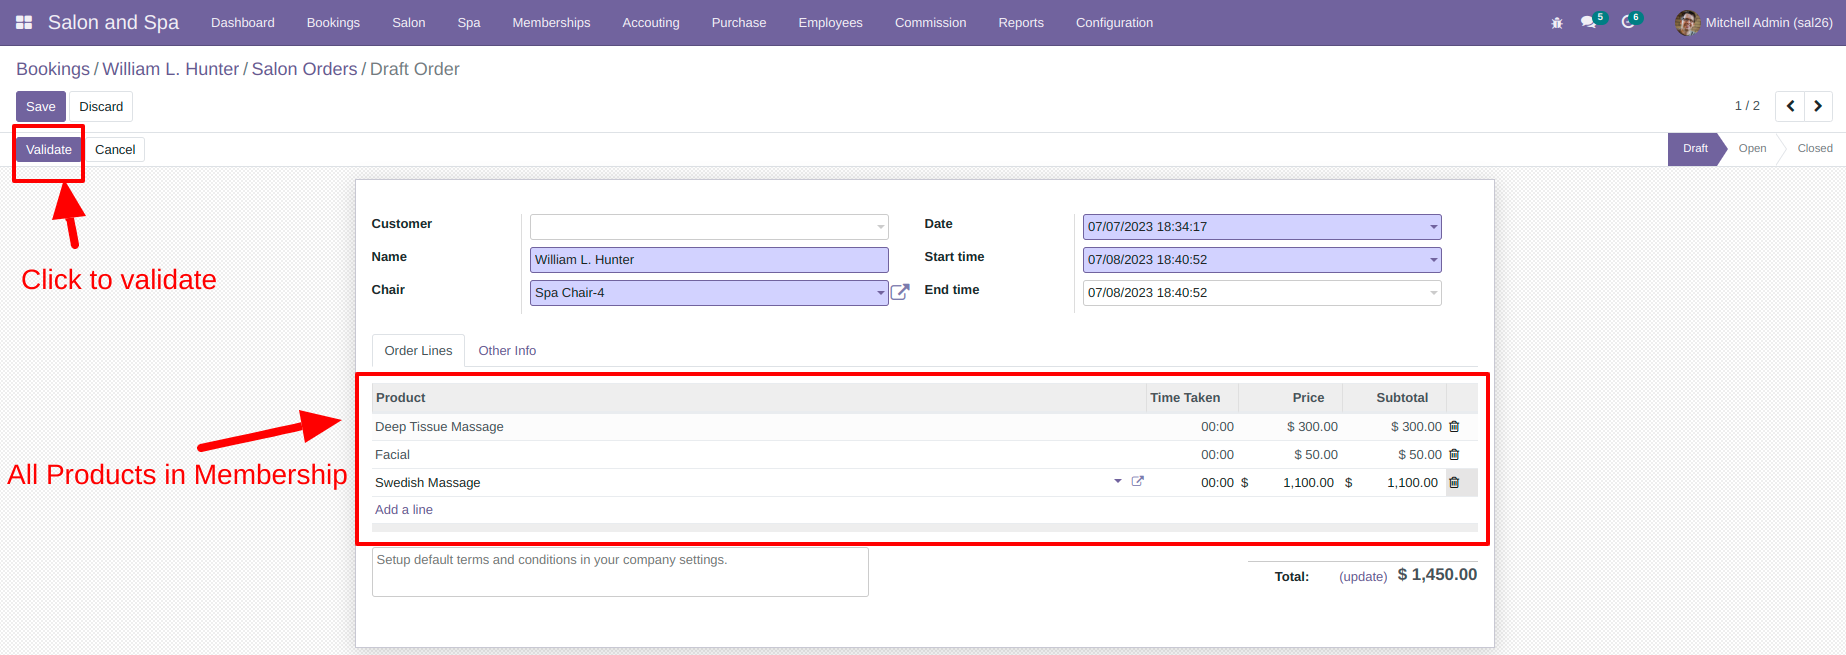 Salon and Spa Dashboard Bookings Salon Spa Memberships Accouting Purchase Employees Commission Reports Configuration 5 6 Mitchell Admin (sal26)
Bookings / William L. Hunter / Salon Orders / Draft Order
Save Discard 1 / 2
Validate Cancel Draft Open Closed
Click to validate
Customer Date 07/07/2023 18:34:17
Name William L. Hunter Start time 07/08/2023 18:40:52
Chair Spa Chair-4 End time 07/08/2023 18:40:52
Order Lines Other Info
All Products in Membership
Product Time Taken Price Subtotal
Deep Tissue Massage 00:00 $ 300.00 $ 300.00
Facial 00:00 $ 50.00 $ 50.00
Swedish Massage 00:00 $ 1,100.00 $ 1,100.00
Add a line
Setup default terms and conditions in your company settings.
Total: (update) $ 1,450.00